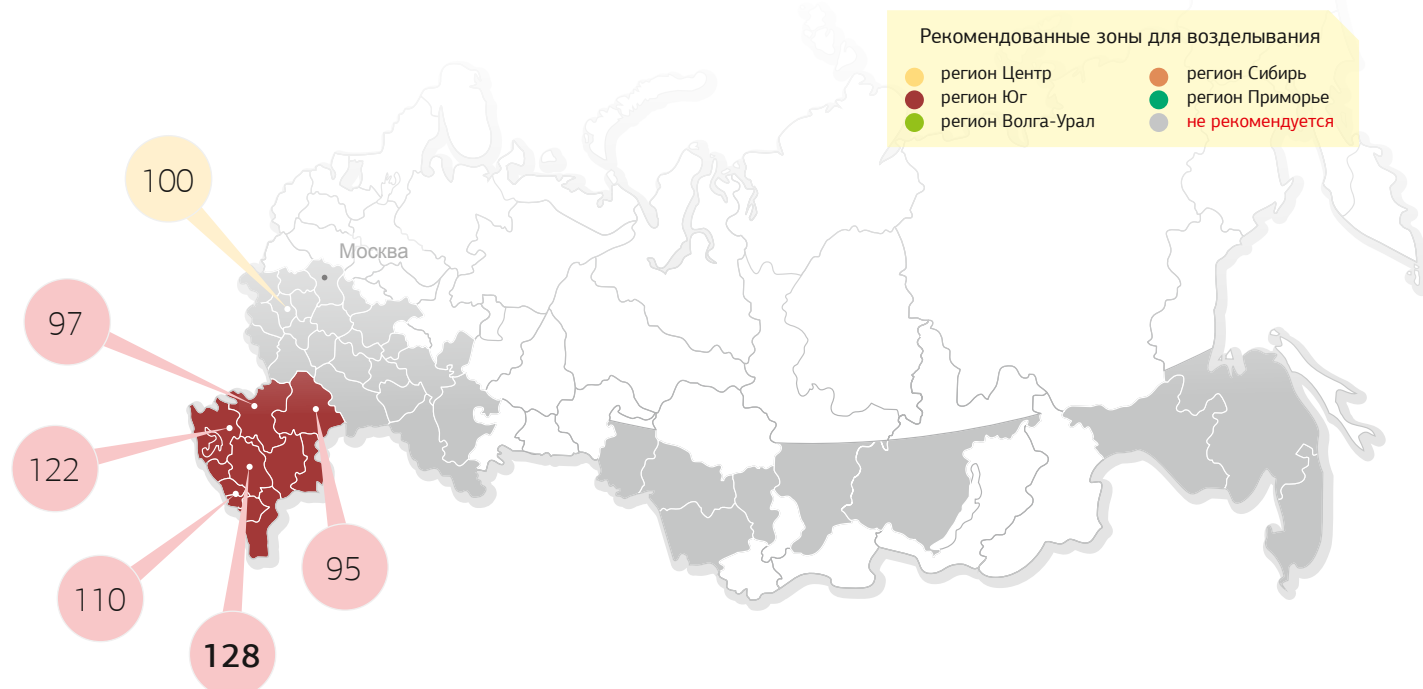 Рекомендованные зоны для возделывания
регион Центр
регион Сибирь
регион Юг
регион Приморье
регион Волга-Урал
не рекомендуется
100
Москва
97
122
95
110
128